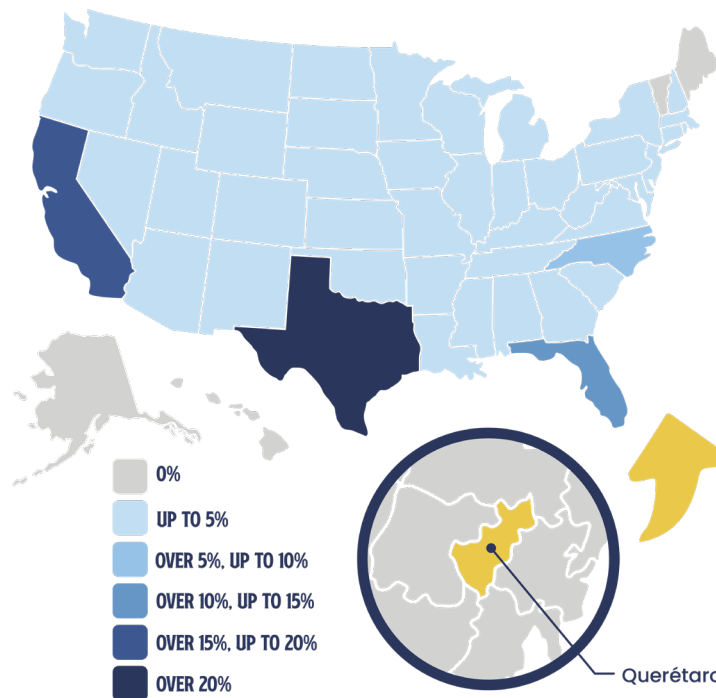 0%
UP TO 5%
OVER 5%, UP TO 10%
OVER 10%, UP TO 15%
OVER 15%, UP TO 20%
OVER 20%
Querétaro